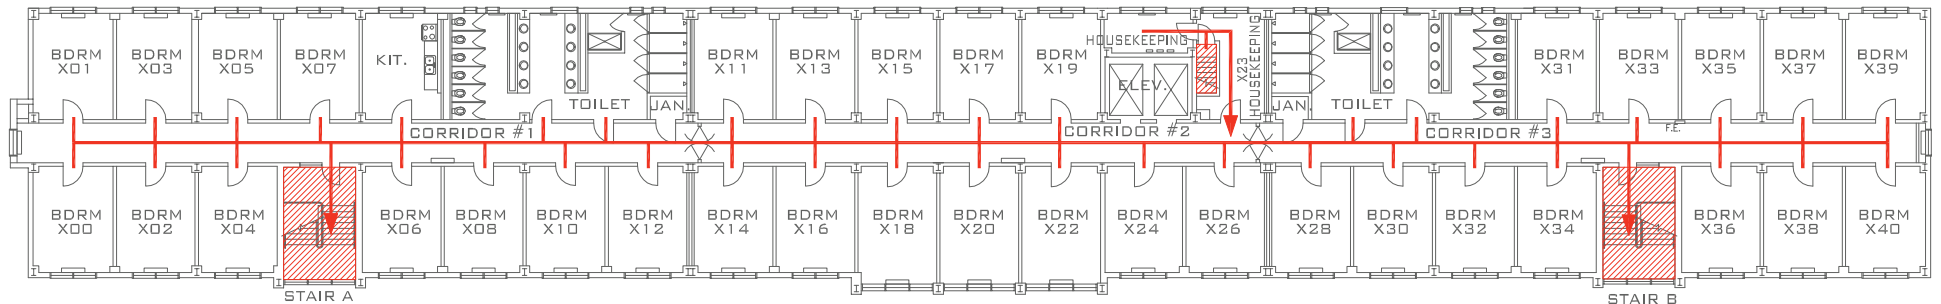 BDRM
X01
BDRM
X03
BDRM
X05
BDRM
X07
KIT.
TOILET
JAN.
BDRM
X11
BDRM
X13
BDRM
X15
BDRM
X17
BDRM
X19
HOUSEKEEPING
ELEV.
X23
HOUSEKEEPING
JAN.
TOILET
BDRM
X31
BDRM
X33
BDRM
X35
BDRM
X37
BDRM
X39
CORRIDOR #1
CORRIDOR #2
CORRIDOR #3
F.E.
BDRM
X00
BDRM
X02
BDRM
X04
BDRM
X06
BDRM
X08
BDRM
X10
BDRM
X12
BDRM
X14
BDRM
X16
BDRM
X18
BDRM
X20
BDRM
X22
BDRM
X24
BDRM
X26
BDRM
X28
BDRM
X30
BDRM
X32
BDRM
X34
BDRM
X36
BDRM
X38
BDRM
X40
STAIR A
STAIR B